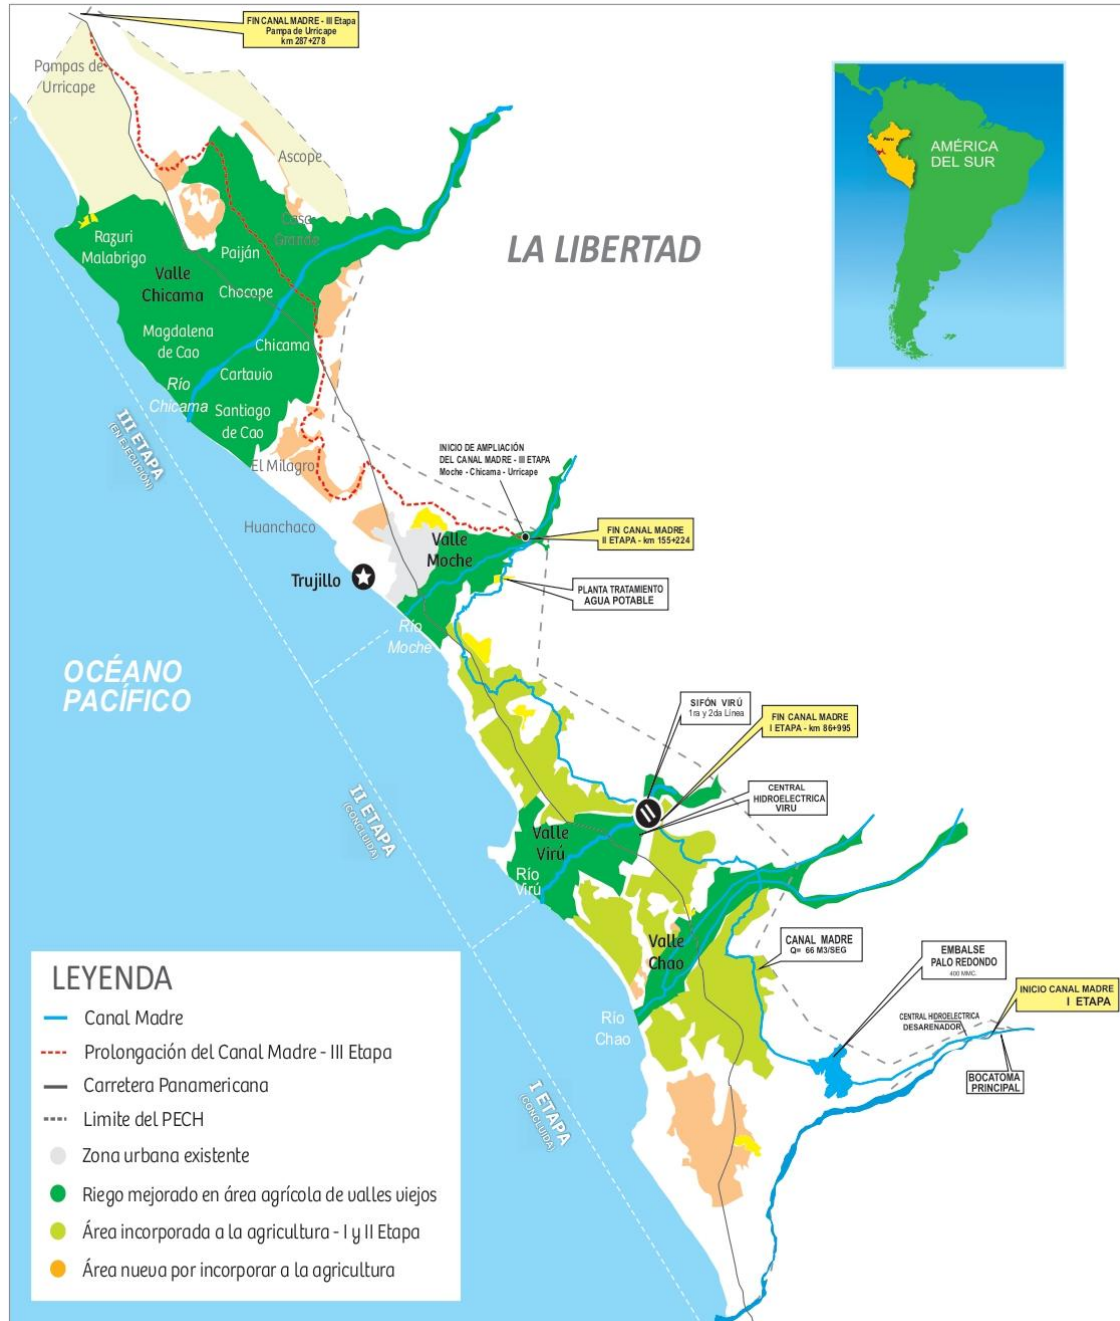 FIN CANAL MADRE - III Etapa
Pampa de Urricape
km 287+278
Pampas de
Urricape
Ascope
Casa
Grande
AMÉRICA
DEL SUR
Perú
LA LIBERTAD
Razuri
Malabrigo
Paiján
Valle
Chicama
Chocope
Magdalena
de Cao
Chicama
Cartavio
Río
Chicama
Santiago
de Cao
III ETAPA
(EN EJECUCIÓN)
El Milagro
INICIO DE AMPLIACIÓN
DEL CANAL MADRE - III ETAPA
Moche - Chicama - Urricape
Huanchaco
FIN CANAL MADRE
II ETAPA - km 155+224
Valle
Moche
Trujillo
PLANTA TRATAMIENTO
AGUA POTABLE
Río
Moche
OCÉANO
PACÍFICO
SIFÓN VIRÚ
1ra y 2da Línea
FIN CANAL MADRE
I ETAPA - km 86+995
CENTRAL
HIDROELECTRICA
VIRU
II ETAPA
(CONCLUIDA)
Valle
Virú
Río
Virú
Valle
Chao
CANAL MADRE
Q= 66 M3/SEG
EMBALSE
PALO REDONDO
400 MMC.
INICIO CANAL MADRE
I ETAPA
CENTRAL HIDROELECTRICA
DESARENADOR
BOCATOMA
PRINCIPAL
Río
Chao
I ETAPA
(CONCLUIDA)
LEYENDA
Canal Madre
Prolongación del Canal Madre - III Etapa
Carretera Panamericana
Limite del PECH
Zona urbana existente
Riego mejorado en área agrícola de valles viejos
Área incorporada a la agricultura - I y II Etapa
Área nueva por incorporar a la agricultura